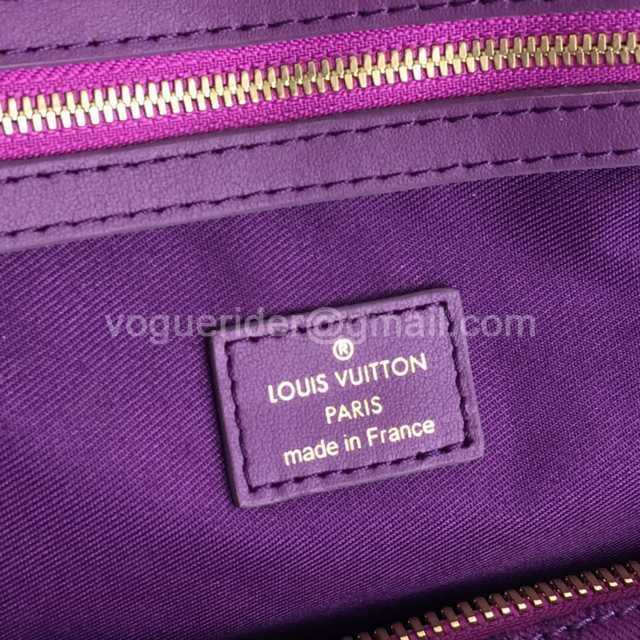 voguerider@gmail.com
®
LOUIS VUITTON
PARIS
made in France